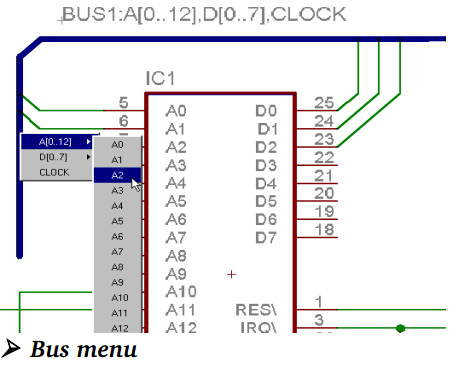 BUS1:A[0..12],D[0..7],CLOCK
IC1
5 A0 D0 25
6 A1 D1 24
A2 D2 23
A3 D3 22
A4 D4 21
A5 D5 20
A6 D6 19
A7 D7 18
A8
A9
A10
A11 RES\ 1
A12 IRQ\ 3
A[0..12]
D[0..7]
CLOCK
A0
A1
A2
A3
A4
A5
A6
A7
A8
A9
A10
A11
A12
Bus menu